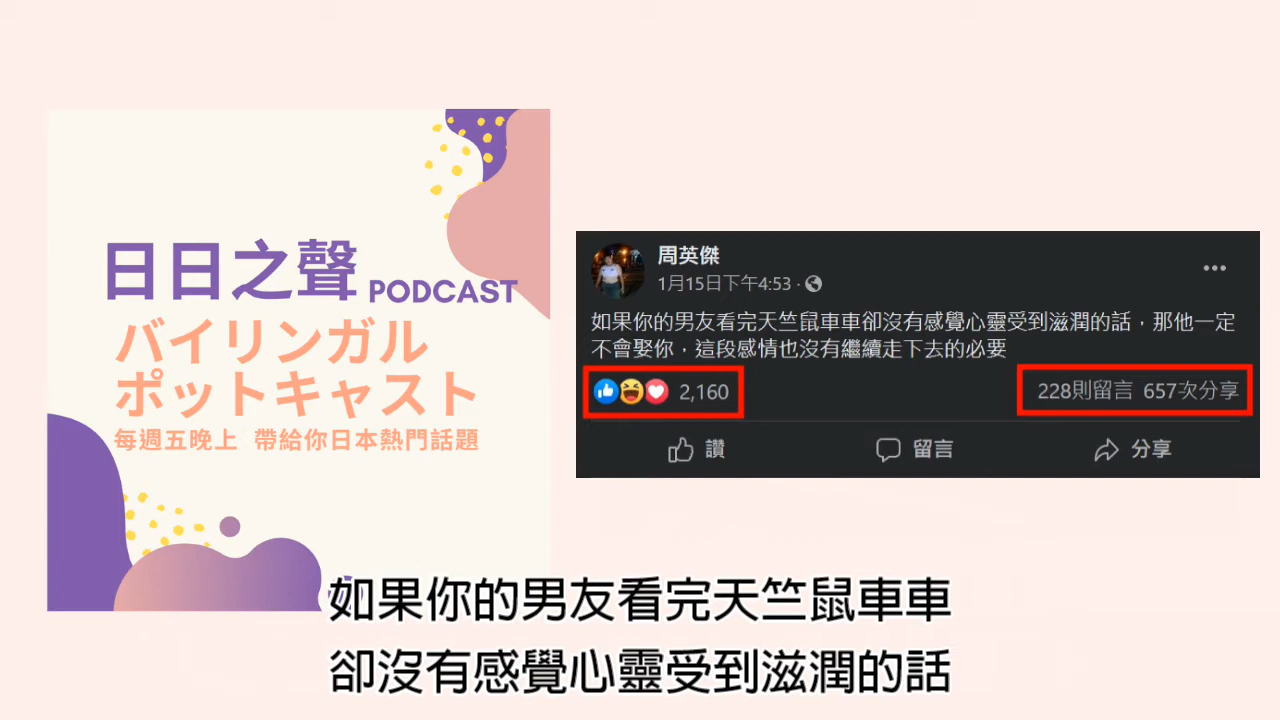 日日之聲 PODCAST
バイリンガル
ポットキャスト
每週五晚上 帶給你日本熱門話題
周英傑
1月15日下午4:53 ·
如果你的男友看完天竺鼠車車卻沒有感覺心靈受到滋潤的話，那他一定
不會娶你，這段感情也沒有繼續走下去的必要
2,160
228則留言 657次分享
讚 留言 分享
如果你的男友看完天竺鼠車車
卻沒有感覺心靈受到滋潤的話